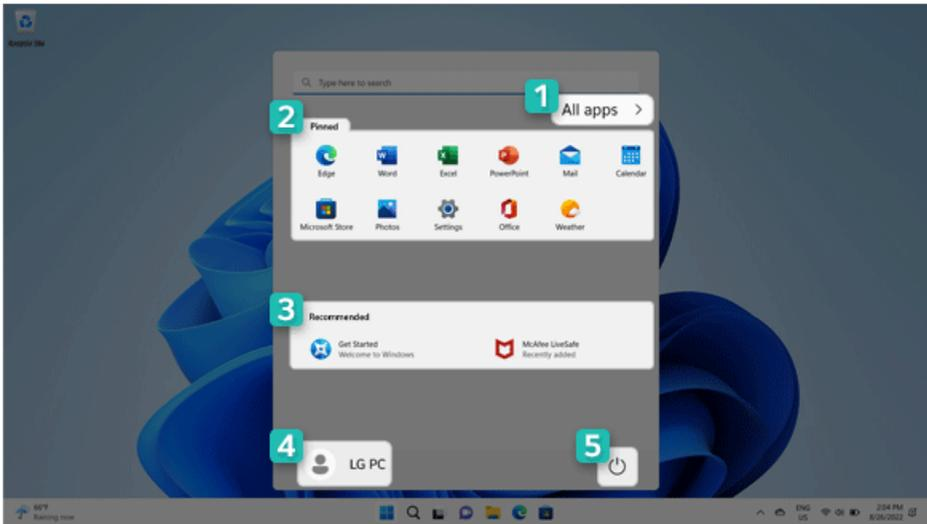 Recycle Bin
Type here to search
1
All apps
2
Pinned
Edge
Word
Excel
PowerPoint
Mail
Calendar
Microsoft Store
Photos
Settings
Office
Weather
3
Recommended
Get Started
Welcome to Windows
McAfee LiveSafe
Recently added
4
LG PC
5
66°F
Raining now
ENG
US
2:04 PM
8/26/2022